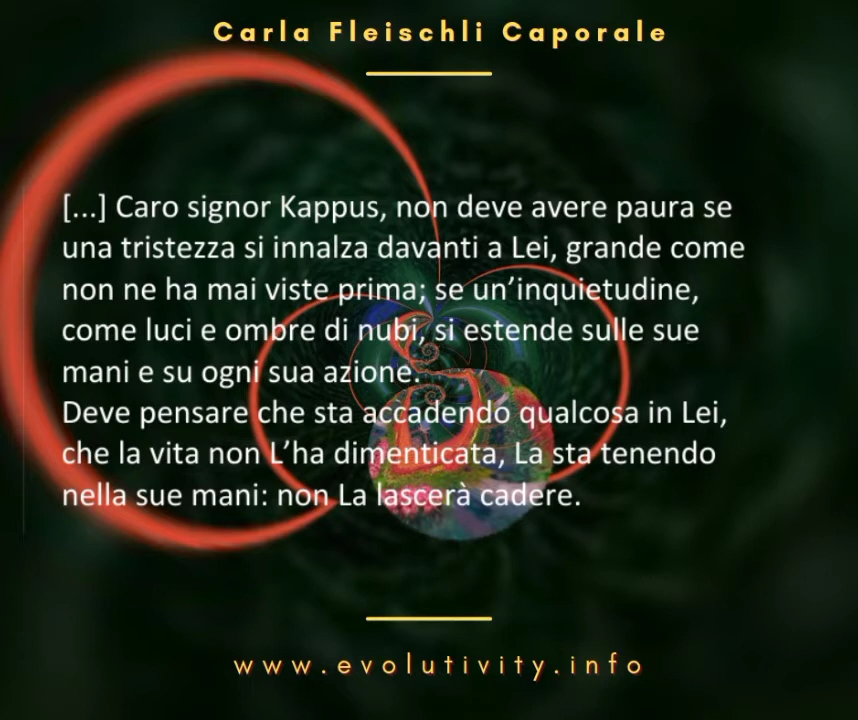 Carla Fleischli Caporale
[...] Caro signor Kappus, non deve avere paura se
una tristezza si innalza davanti a Lei, grande come
non ne ha mai viste prima; se un’inquietudine,
come luci e ombre di nubi, si estende sulle sue
mani e su ogni sua azione.
Deve pensare che sta accadendo qualcosa in Lei,
che la vita non L’ha dimenticata, La sta tenendo
nella sue mani: non La lascerà cadere.
www.evolutivity.info